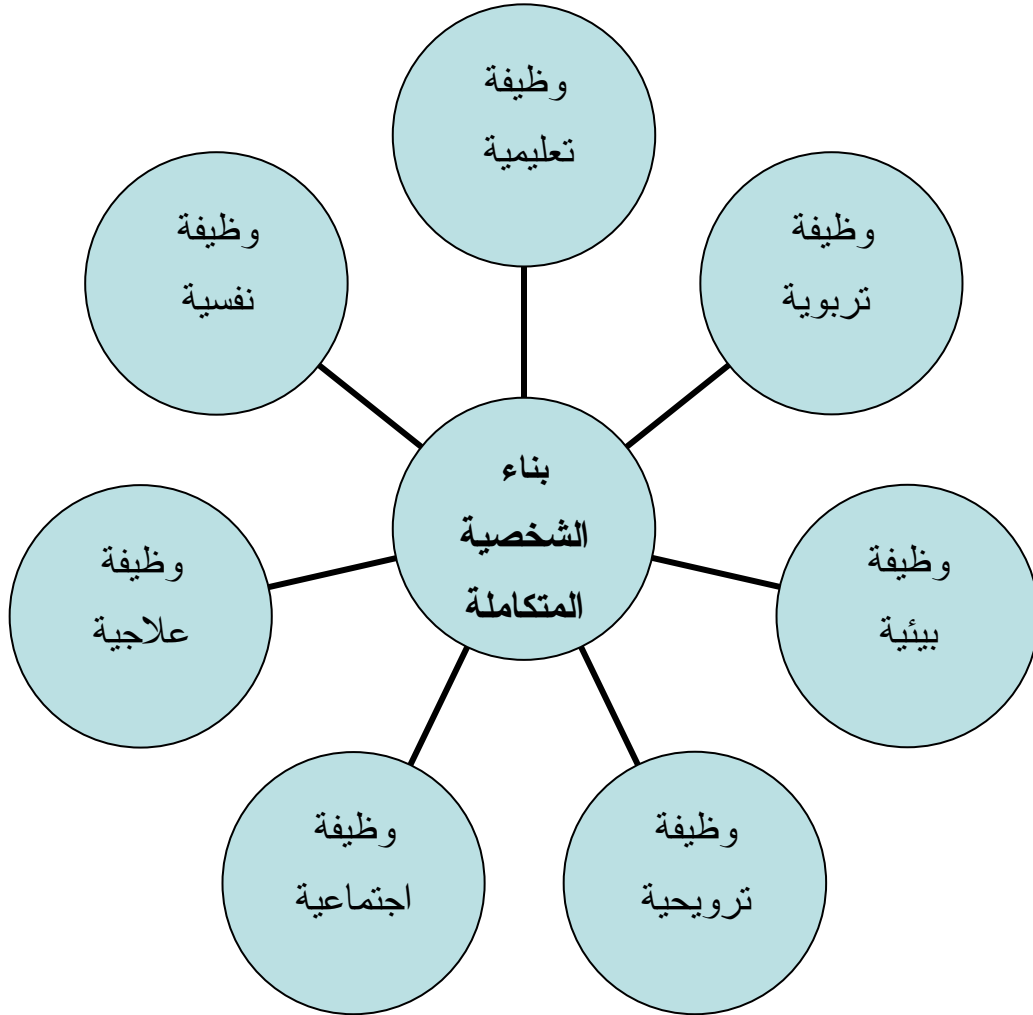 وظيفة
تعليمية
وظيفة
تربوية
وظيفة
بيئية
وظيفة
ترويحية
وظيفة
اجتماعية
وظيفة
علاجية
وظيفة
نفسية
بناء
الشخصية
المتكاملة